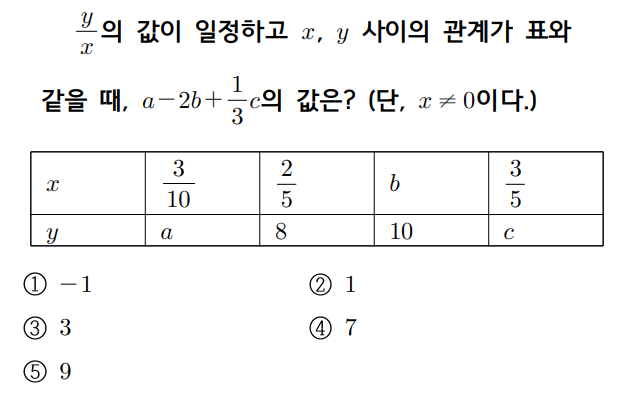 $\frac{y}{x}$의 값이 일정하고 $x$, $y$ 사이의 관계가 표와
같을 때, $a-2b+\frac{1}{3}c$의 값은? (단, $x \neq 0$이다.)
$x$ $\frac{3}{10}$ $\frac{2}{5}$ $b$ $\frac{3}{5}$
$y$ $a$ 8 10 $c$
① −1 ② 1
③ 3 ④ 7
⑤ 9